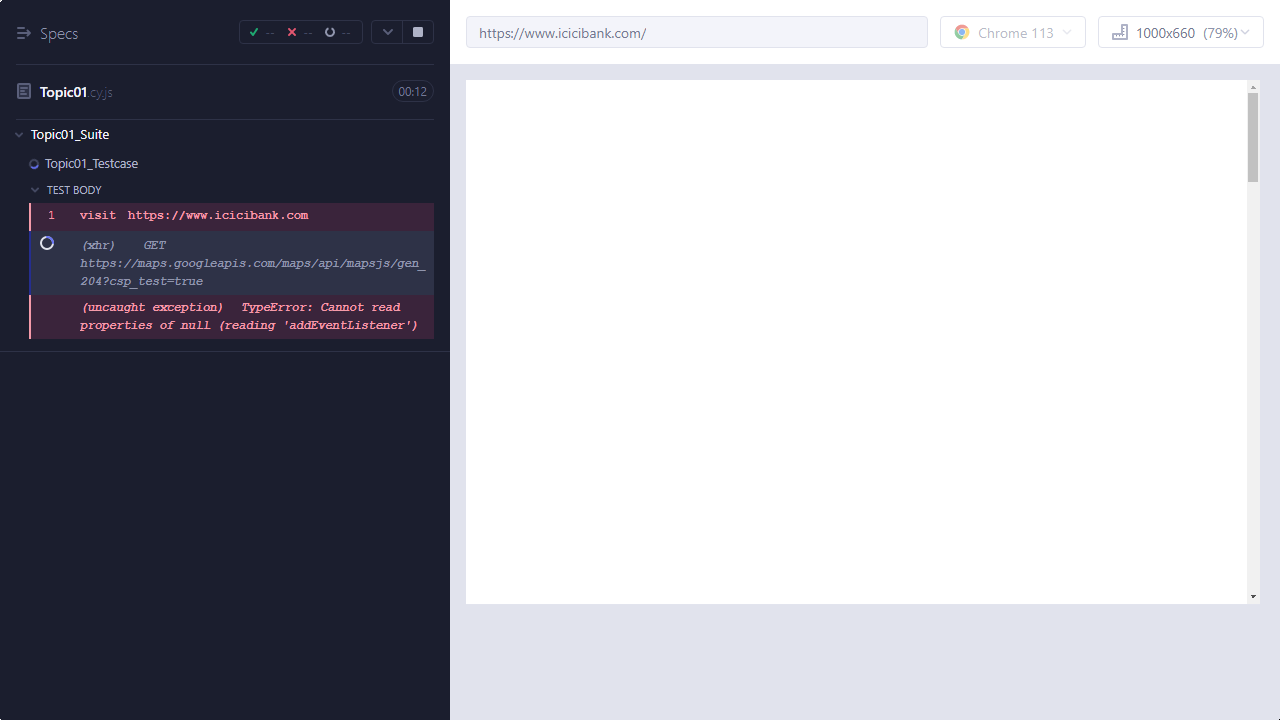 Specs
-- -- --
Topic01.cy.js
00:12
Topic01_Suite
Topic01_Testcase
TEST BODY
1 visit https://www.icicibank.com
(xhr) GET
https://maps.googleapis.com/maps/api/mapsjs/gen_
204?csp_test=true
(uncaught exception) TypeError: Cannot read
properties of null (reading 'addEventListener')
https://www.icicibank.com/
Chrome 113
1000x660 (79%)